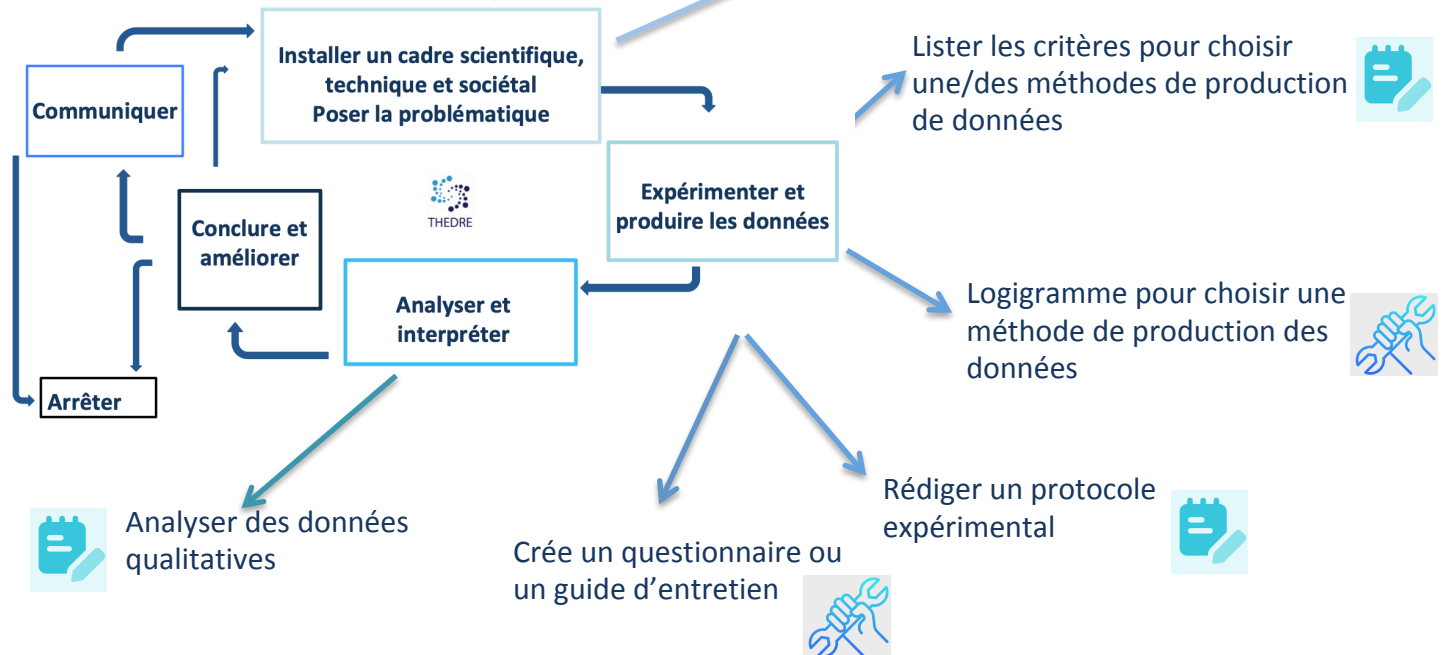 Installer un cadre scientifique,
technique et sociétal
Poser la problématique
Communiquer
Lister les critères pour choisir
une/des méthodes de production
de données
Expérimenter et
produire les données
THEDRE
Conclure et
améliorer
Analyser et
interpréter
Logigramme pour choisir une
méthode de production des
données
Arrêter
Analyser des données
qualitatives
Crée un questionnaire ou
un guide d’entretien
Rédiger un protocole
expérimental